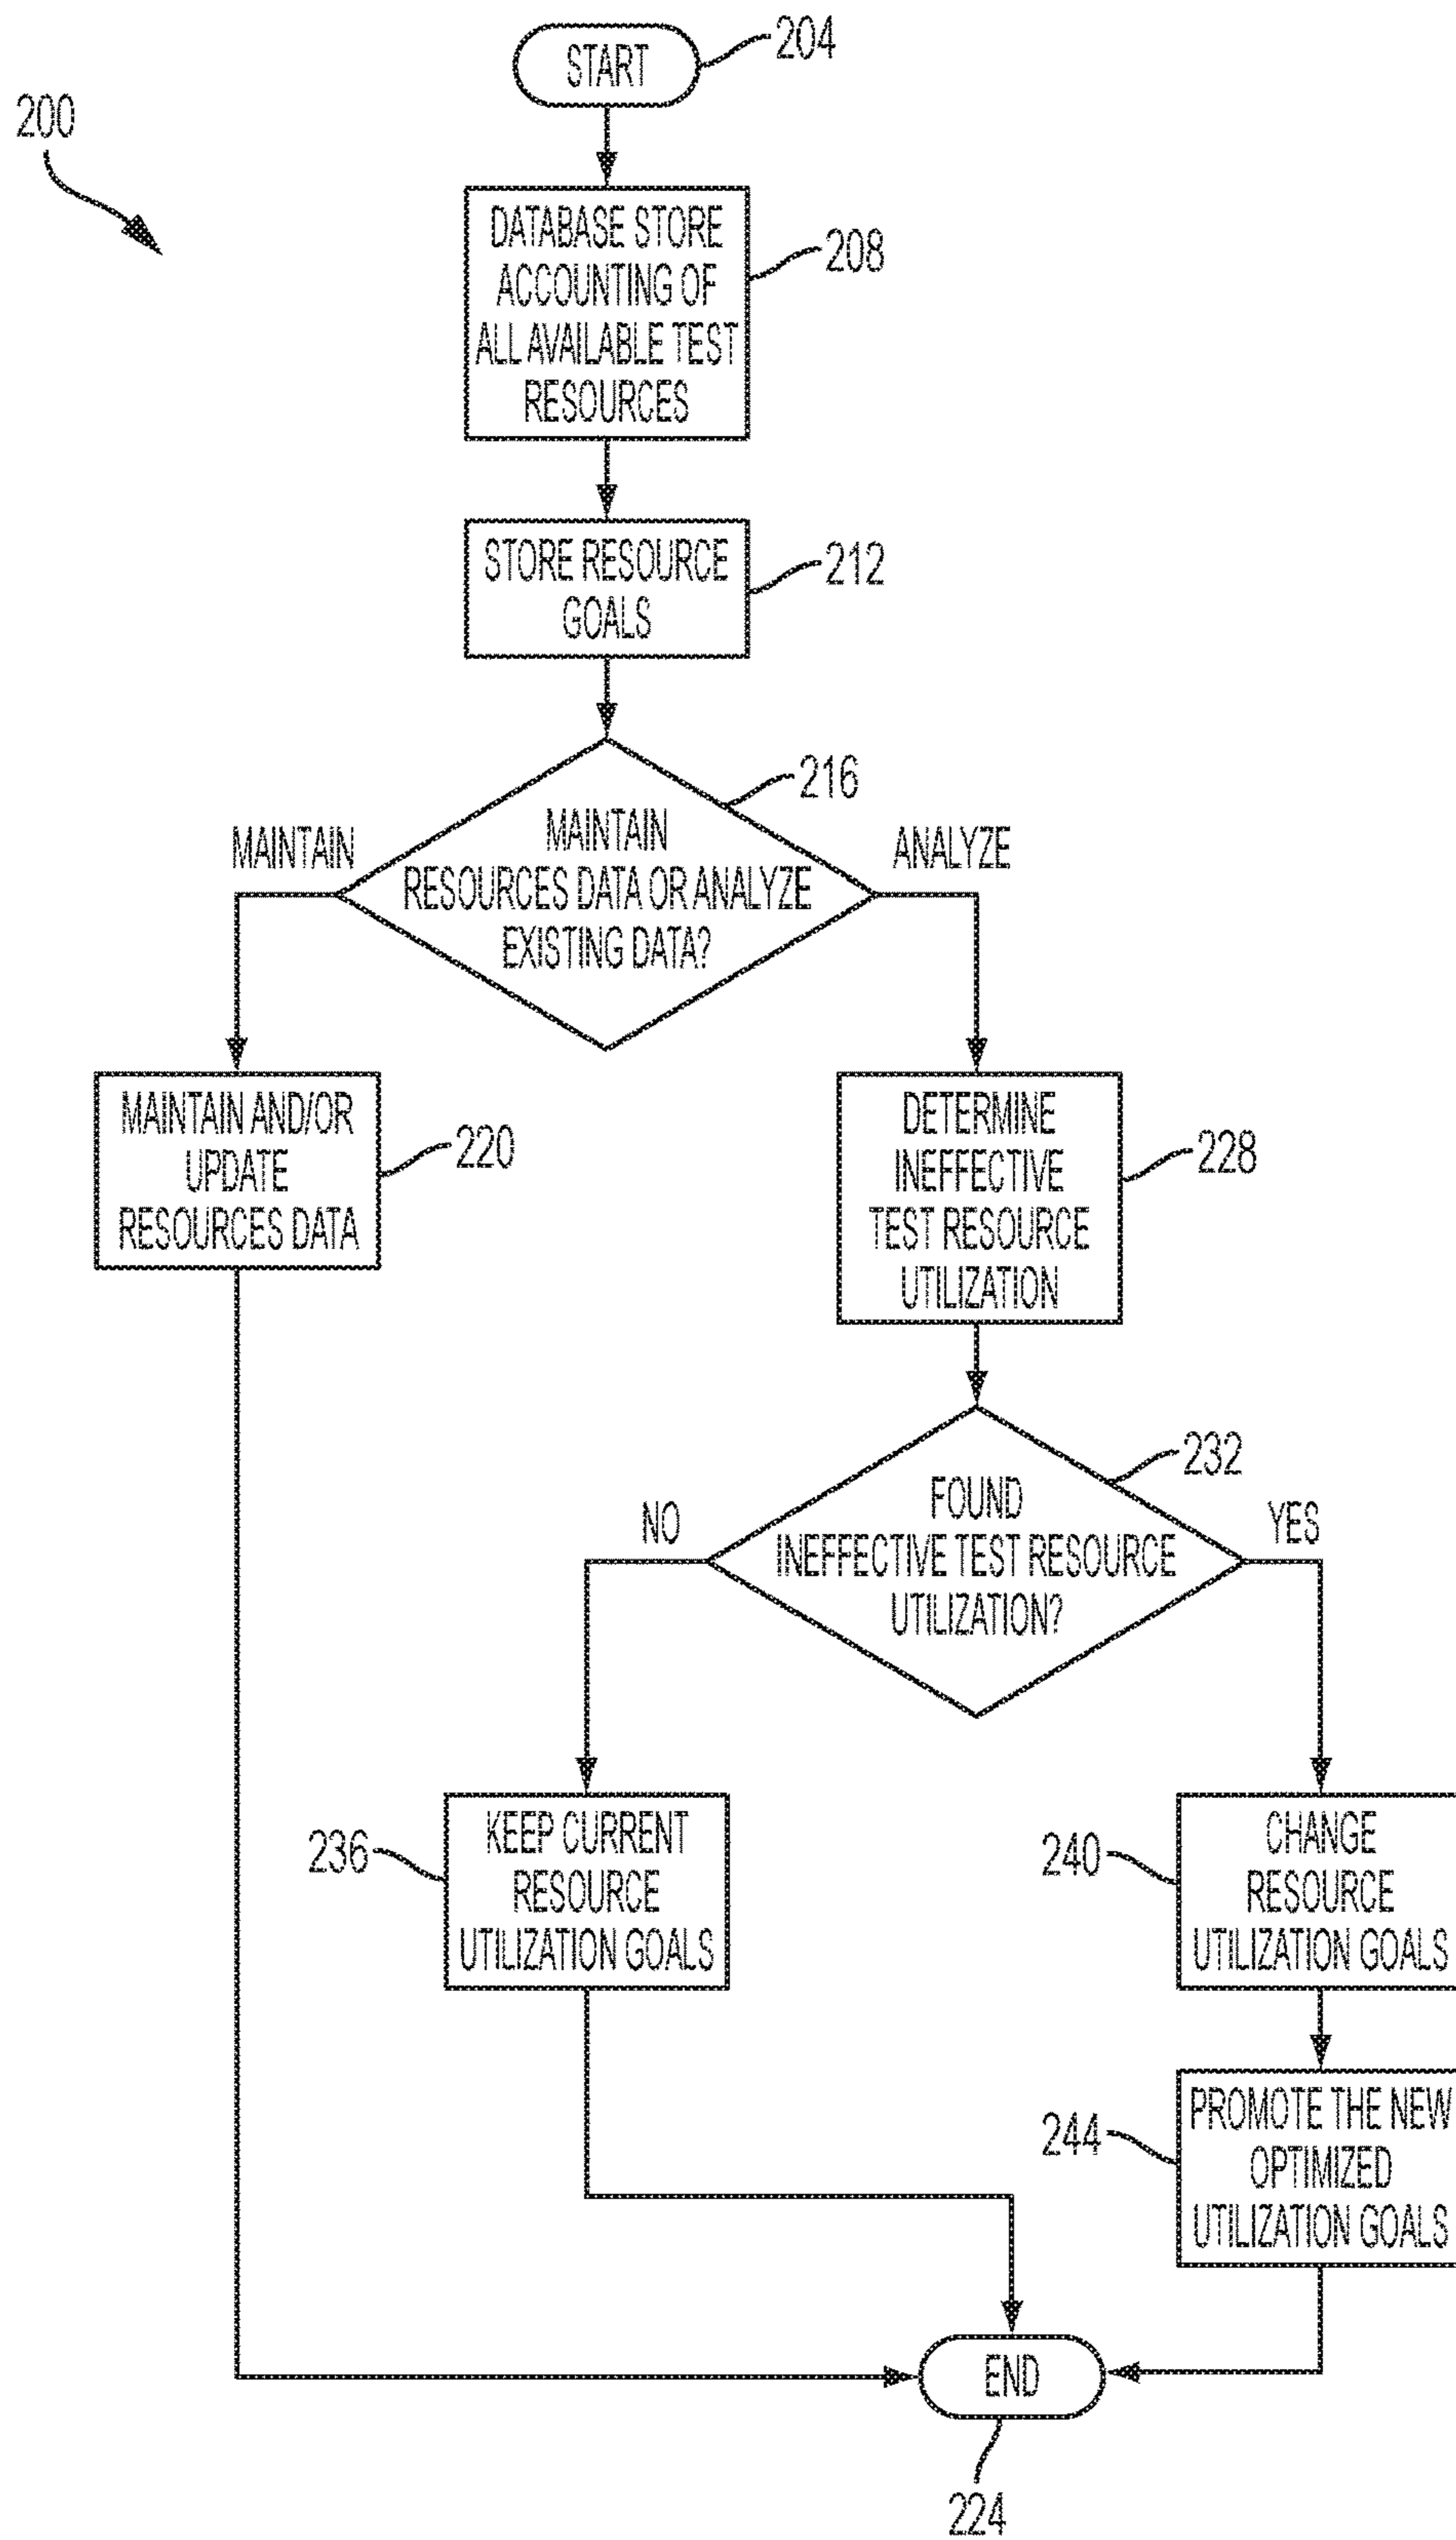 204
START
200
DATABASE STORE
ACCOUNTING OF
ALL AVAILABLE TEST
RESOURCES
208
STORE RESOURCE
GOALS
212
216
MAINTAIN
MAINTAIN
RESOURCES DATA OR ANALYZE
EXISTING DATA?
ANALYZE
MAINTAIN AND/OR
UPDATE
RESOURCES DATA
220
DETERMINE
INEFFECTIVE
TEST RESOURCE
UTILIZATION
228
232
NO
FOUND
INEFFECTIVE TEST RESOURCE
UTILIZATION?
YES
236
KEEP CURRENT
RESOURCE
UTILIZATION GOALS
240
CHANGE
RESOURCE
UTILIZATION GOALS
244
PROMOTE THE NEW
OPTIMIZED
UTILIZATION GOALS
END
224